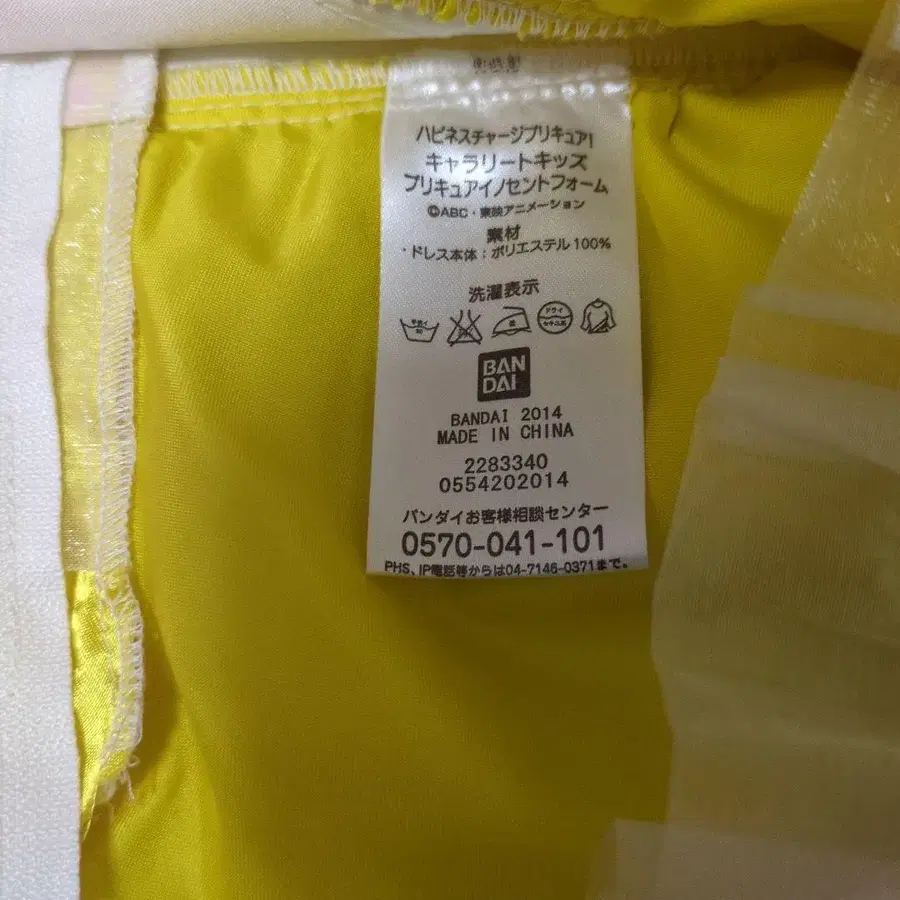 ハピネスチャージプリキュア!
キャラリートキッズ
プリキュアイノセントフォーム
©ABC・東映アニメーション
素材
・ドレス本体:ポリエステル100%
洗濯表示
BAN
DAI
BANDAI 2014
MADE IN CHINA
2283340
0554202014
バンダイお客様相談センター
0570-041-101
PHS、IP電話等からは04-7146-0371まで。